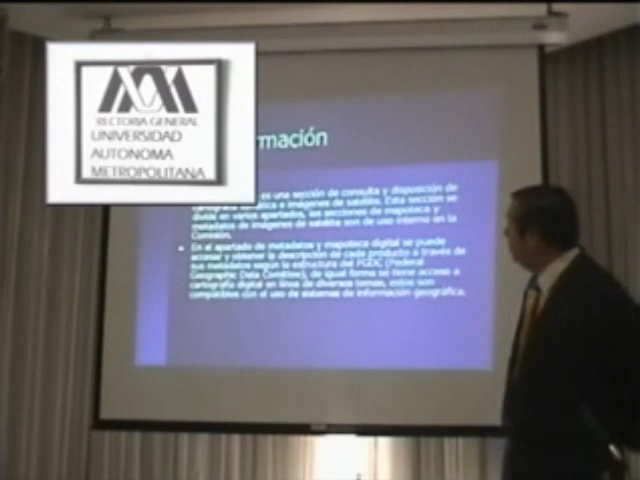 RECTORIA GENERAL
UNIVERSIDAD
AUTONOMA
METROPOLITANA
rmación
es una sección de consulta y disposición de
cartografía temática e imágenes de satélite. Esta sección se
divide en varios apartados, las secciones de mapoteca y
metadatos de imágenes de satélite son de uso interno en la
Comisión.
En el apartado de metadatos y mapoteca digital se puede
accesar y obtener la descripción de cada producto a través de
sus metadatos según la estructura del FGDC (Federal
Geographic Data Comittee), de igual forma se tiene acceso a
cartografía digital en línea de diversos temas, estos son
compatibles con el uso de sistemas de información geográfica.